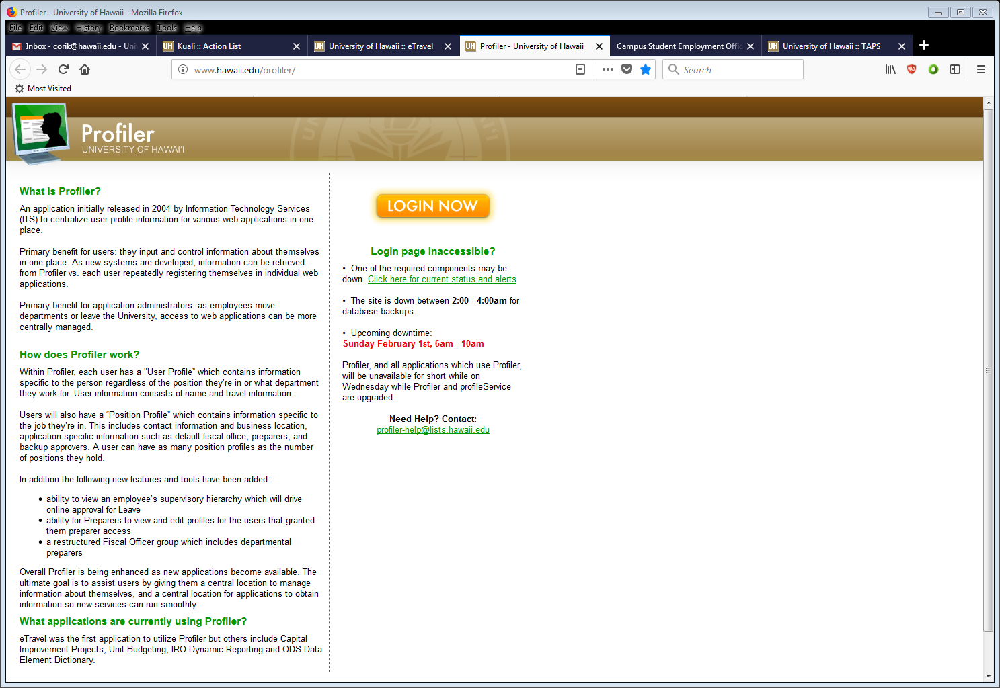 Profiler - University of Hawaii - Mozilla Firefox
File Edit View History Bookmarks Tools Help
Inbox - corik@hawaii.edu - Uni
UH Kuali :: Action List
UH University of Hawaii :: eTravel
UH Profiler - University of Hawaii
Campus Student Employment Offic
UH University of Hawaii :: TAPS
www.hawaii.edu/profiler/
Search
Most Visited
Profiler
UNIVERSITY OF HAWAI'I
What is Profiler?
An application initially released in 2004 by Information Technology Services
(ITS) to centralize user profile information for various web applications in one
place.
Primary benefit for users: they input and control information about themselves
in one place. As new systems are developed, information can be retrieved
from Profiler vs. each user repeatedly registering themselves in individual web
applications.
Primary benefit for application administrators: as employees move
departments or leave the University, access to web applications can be more
centrally managed.
How does Profiler work?
Within Profiler, each user has a "User Profile” which contains information
specific to the person regardless of the position they’re in or what department
they work for. User information consists of name and travel information.
Users will also have a “Position Profile” which contains information specific to
the job they’re in. This includes contact information and business location,
application-specific information such as default fiscal office, preparers, and
backup approvers. A user can have as many position profiles as the number
of positions they hold.
In addition the following new features and tools have been added:
• ability to view an employee’s supervisory hierarchy which will drive
online approval for Leave
• ability for Preparers to view and edit profiles for the users that granted
them preparer access
• a restructured Fiscal Officer group which includes departmental
preparers
Overall Profiler is being enhanced as new applications become available. The
ultimate goal is to assist users by giving them a central location to manage
information about themselves, and a central location for applications to obtain
information so new services can run smoothly.
What applications are currently using Profiler?
eTravel was the first application to utilize Profiler but others include Capital
Improvement Projects, Unit Budgeting, IRO Dynamic Reporting and ODS Data
Element Dictionary.
LOGIN NOW
Login page inaccessible?
• One of the required components may be
down. Click here for current status and alerts
• The site is down between 2:00 - 4:00am for
database backups.
• Upcoming downtime:
Sunday February 1st, 6am - 10am
Profiler, and all applications which use Profiler,
will be unavailable for short while on
Wednesday while Profiler and profileService
are upgraded.
Need Help? Contact:
profiler-help@lists.hawaii.edu